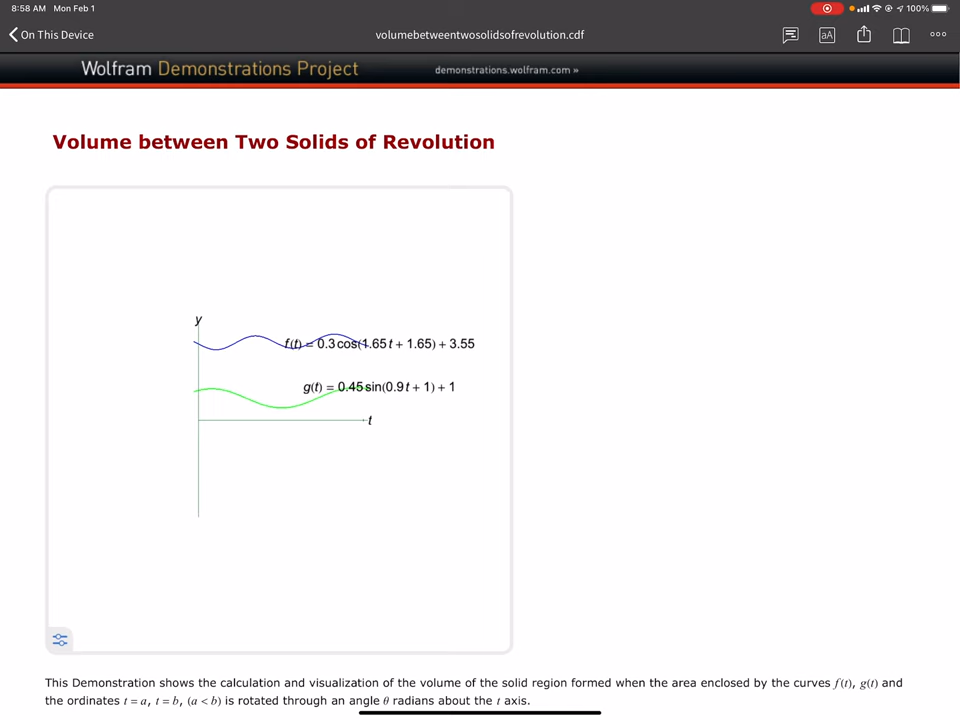 8:58 AM Mon Feb 1 100%
On This Device volumebetweentwosolidsofrevolution.cdf aA
Wolfram Demonstrations Project demonstrations.wolfram.com »
Volume between Two Solids of Revolution
y
f(t) = 0.3 cos(1.65 t + 1.65) + 3.55
g(t) = 0.45 sin(0.9 t + 1) + 1
t
This Demonstration shows the calculation and visualization of the volume of the solid region formed when the area enclosed by the curves f(t), g(t) and
the ordinates t = a, t = b, (a < b) is rotated through an angle θ radians about the t axis.